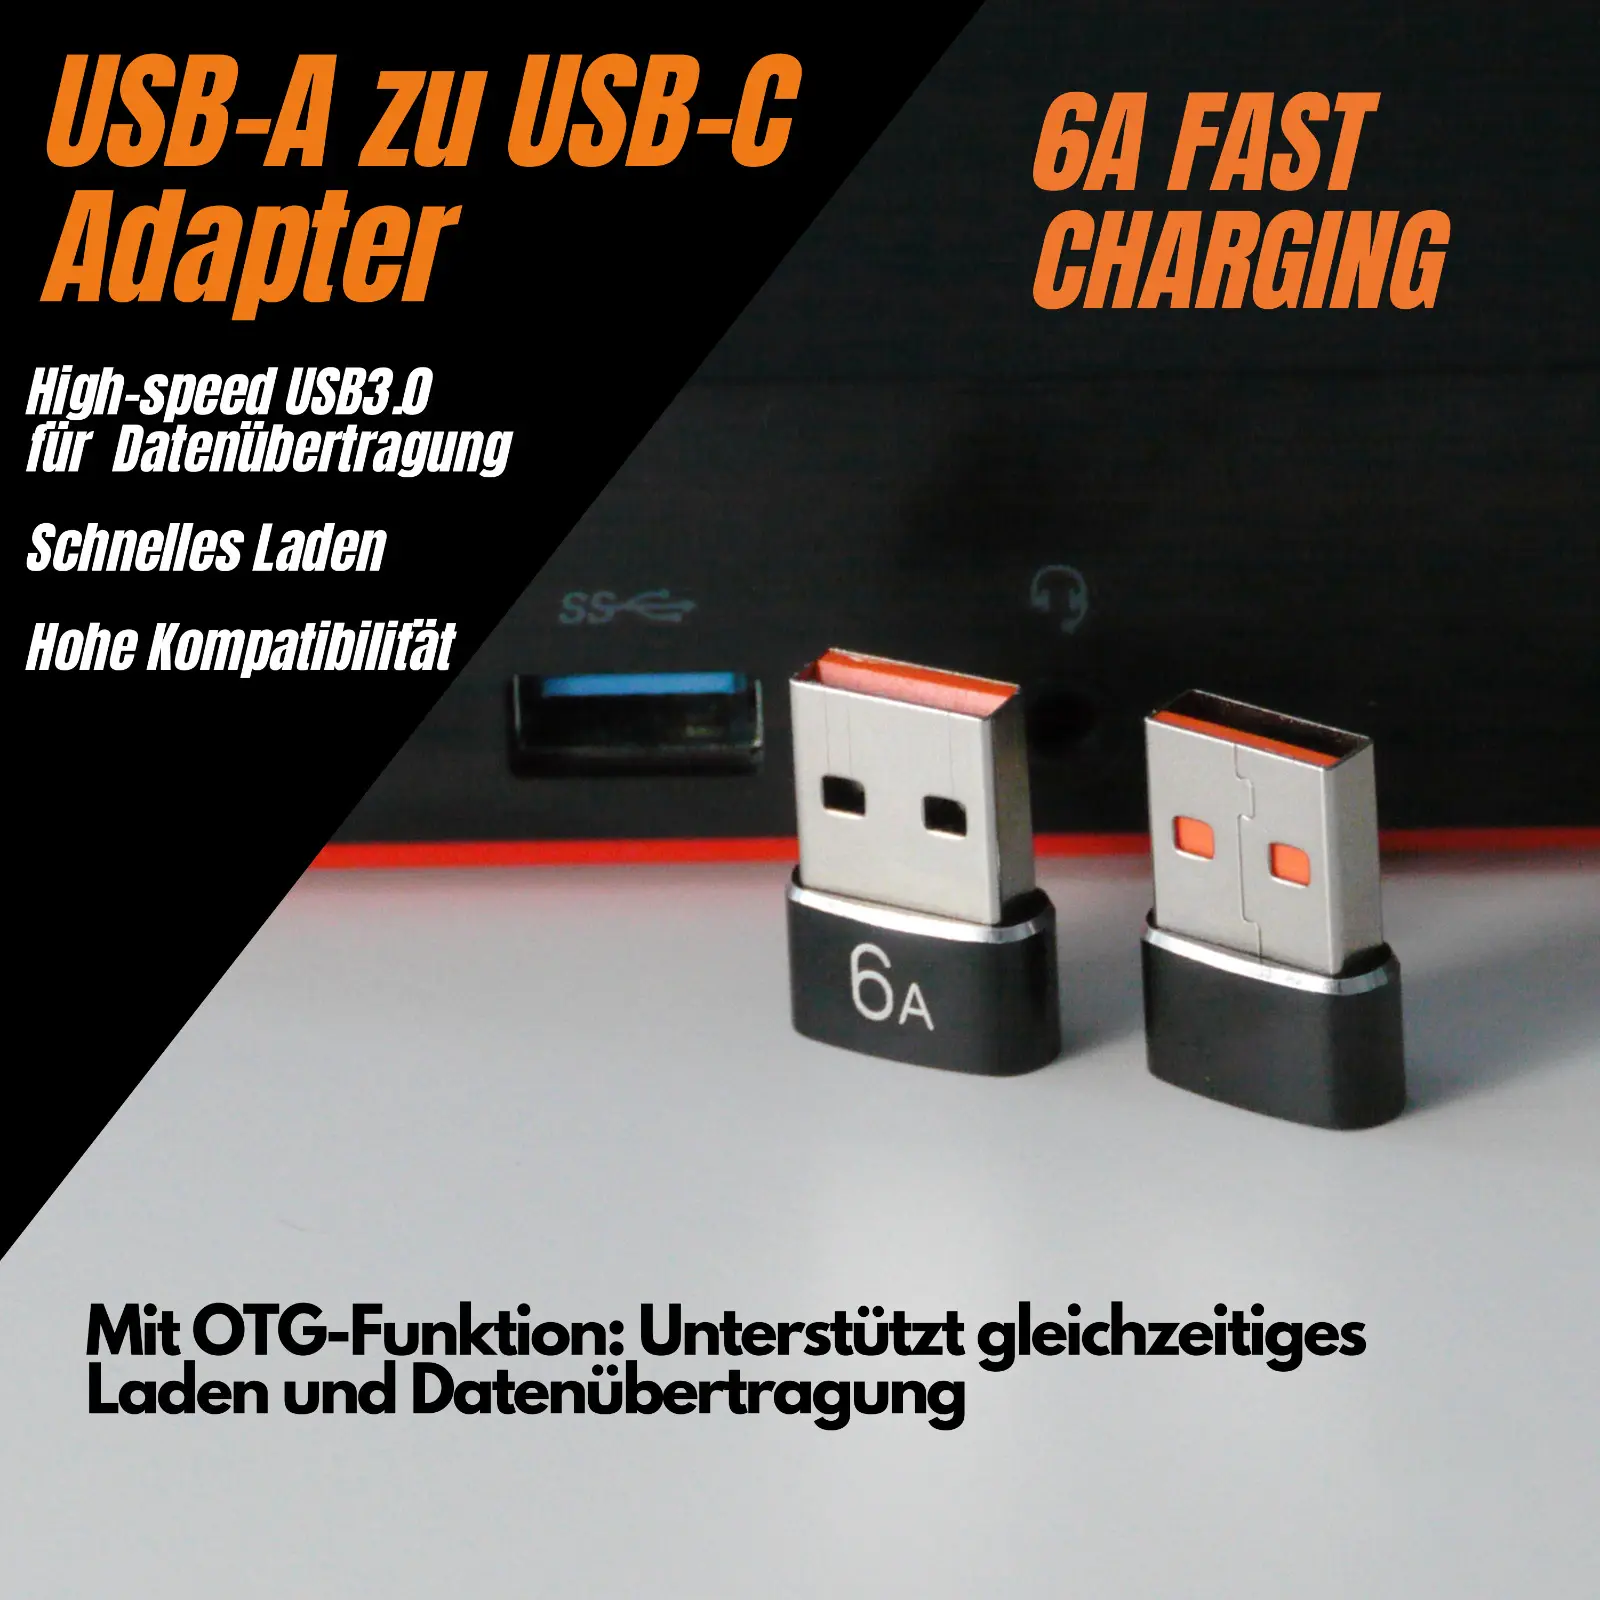 USB-A zu USB-C
Adapter
6A FAST
CHARGING
High-speed USB3.0
für Datenübertragung
Schnelles Laden
Hohe Kompatibilität
SS
6A
Mit OTG-Funktion: Unterstützt gleichzeitiges
Laden und Datenübertragung